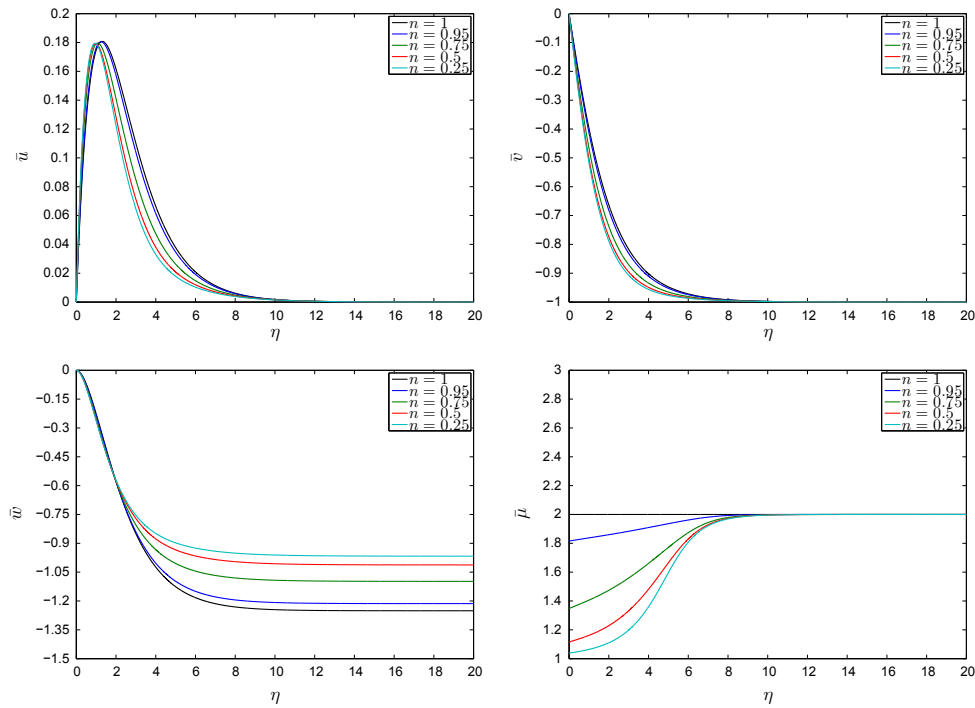 0.2
0.18
0.16
0.14
0.12
0.1
0.08
0.06
0.04
0.02
0
ū
0 2 4 6 8 10 12 14 16 18 20
η
n = 1
n = 0.95
n = 0.75
n = 0.5
n = 0.25
0
−0.1
−0.2
−0.3
−0.4
−0.5
−0.6
−0.7
−0.8
−0.9
−1
v̄
0 2 4 6 8 10 12 14 16 18 20
η
n = 1
n = 0.95
n = 0.75
n = 0.5
n = 0.25
0
−0.15
−0.3
−0.45
−0.6
−0.75
−0.9
−1.05
−1.2
−1.35
−1.5
w̄
0 2 4 6 8 10 12 14 16 18 20
η
n = 1
n = 0.95
n = 0.75
n = 0.5
n = 0.25
3
2.8
2.6
2.4
2.2
2
1.8
1.6
1.4
1.2
1
μ̄
0 2 4 6 8 10 12 14 16 18 20
η
n = 1
n = 0.95
n = 0.75
n = 0.5
n = 0.25